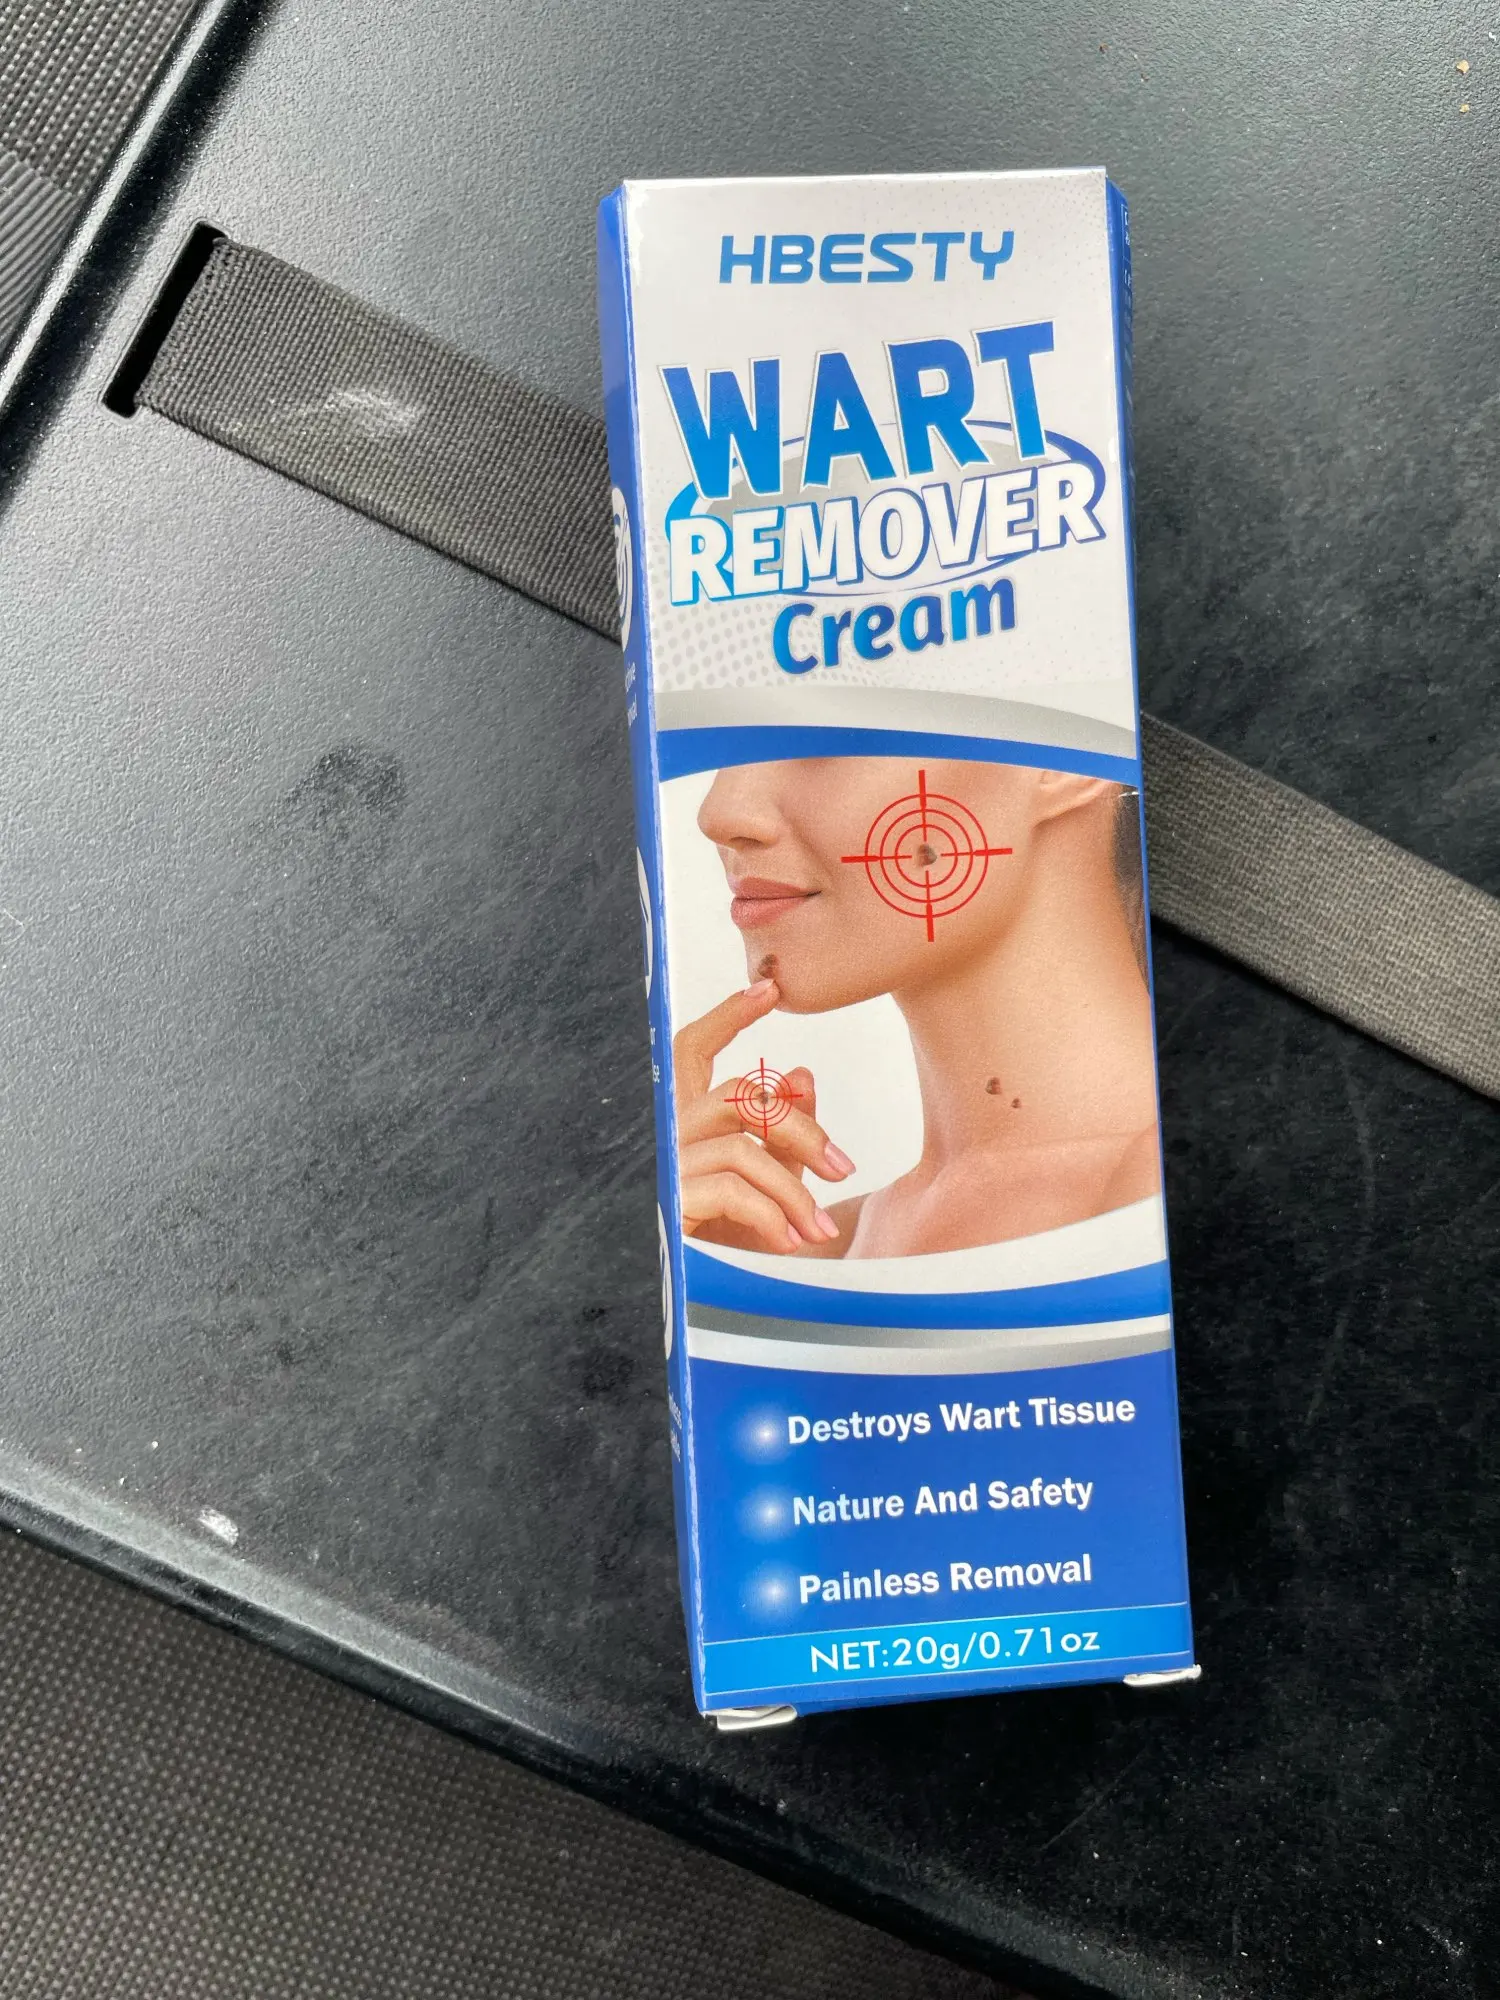 HBESTY
WART
REMOVER
Cream
Destroys Wart Tissue
Nature And Safety
Painless Removal
NET:20g/0.71oz